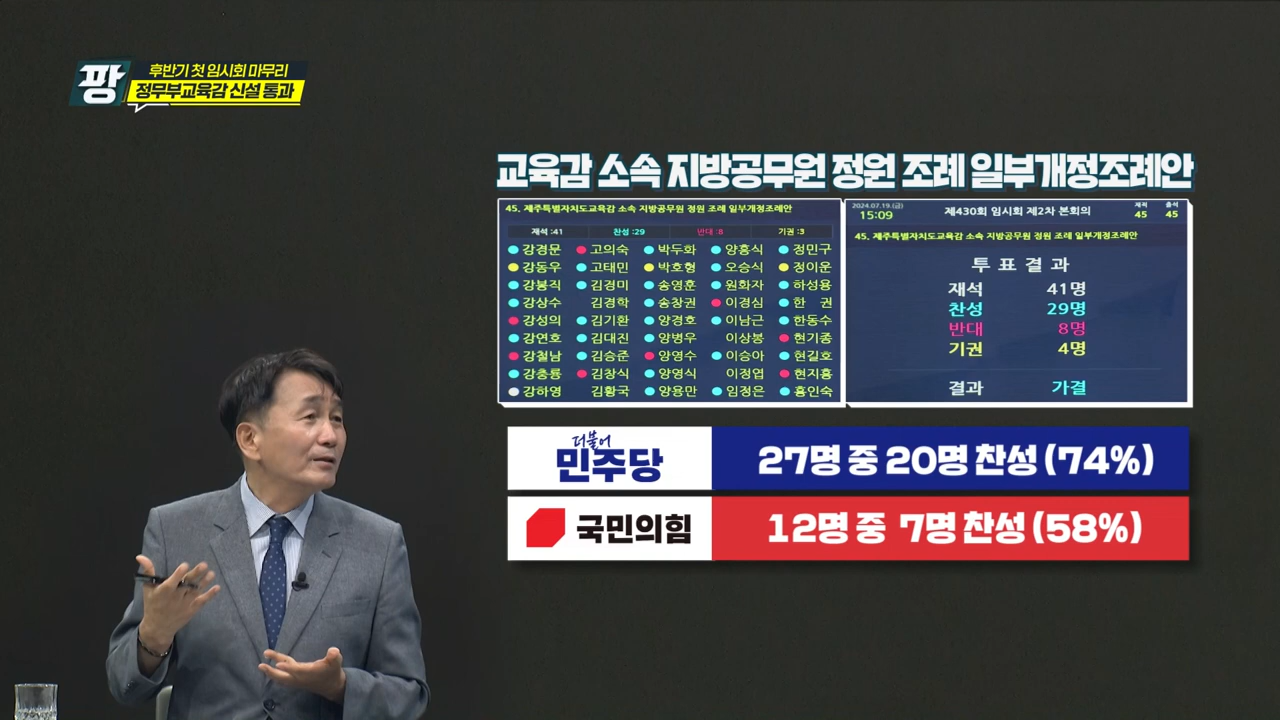 팡
후반기 첫 임시회 마무리
정무부교육감 신설 통과
교육감 소속 지방공무원 정원 조례 일부개정조례안
45. 제주특별자치도교육감 소속 지방공무원 정원 조례 일부개정조례안
재석 :41 찬성 :29 반대 :8 기권 :3
강경문 고의숙 박두화 양홍식 정민구
강동우 고태민 박호형 오승식 정이운
강봉직 김경미 송영훈 원화자 하성용
강상수 김경학 송창권 이경심 한 권
강성의 김기환 양경호 이남근 한동수
강연호 김대진 양병우 이상봉 현기종
강철남 김승준 양영수 이승아 현길호
강충룡 김창식 양영식 이정엽 현지홍
강하영 김황국 양용만 임정은 홍인숙
2024.07.19.(금)
15:09
제430회 임시회 제2차 본회의
재적 출석
45 45
45. 제주특별자치도교육감 소속 지방공무원 정원 조례 일부개정조례안
투 표 결 과
재석 41명
찬성 29명
반대 8명
기권 4명
결과 가결
더불어
민주당
27명 중 20명 찬성 (74%)
국민의힘
12명 중 7명 찬성 (58%)